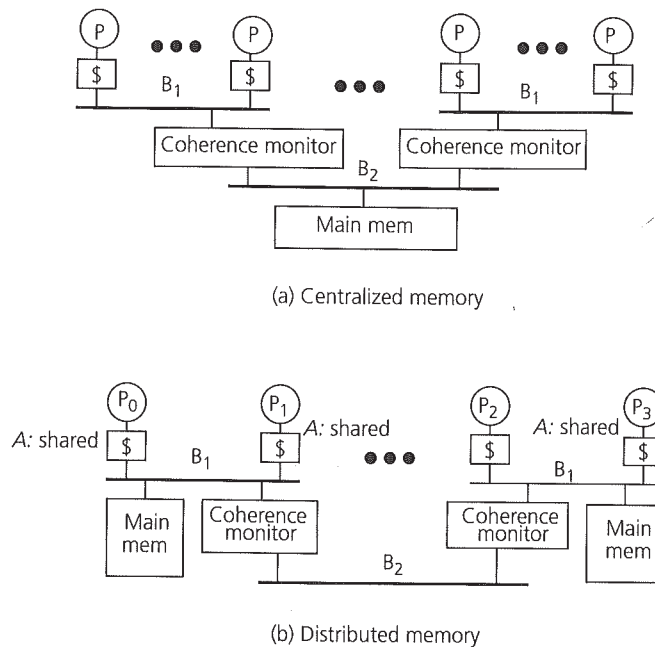 P P P P
$ $ $ $
B1 B1
Coherence monitor Coherence monitor
B2
Main mem
(a) Centralized memory
P0 P1 P2 P3
A: shared $ $ A: shared $ A: shared $
B1 B1
Main mem
Coherence monitor
Coherence monitor
Main mem
B2
(b) Distributed memory